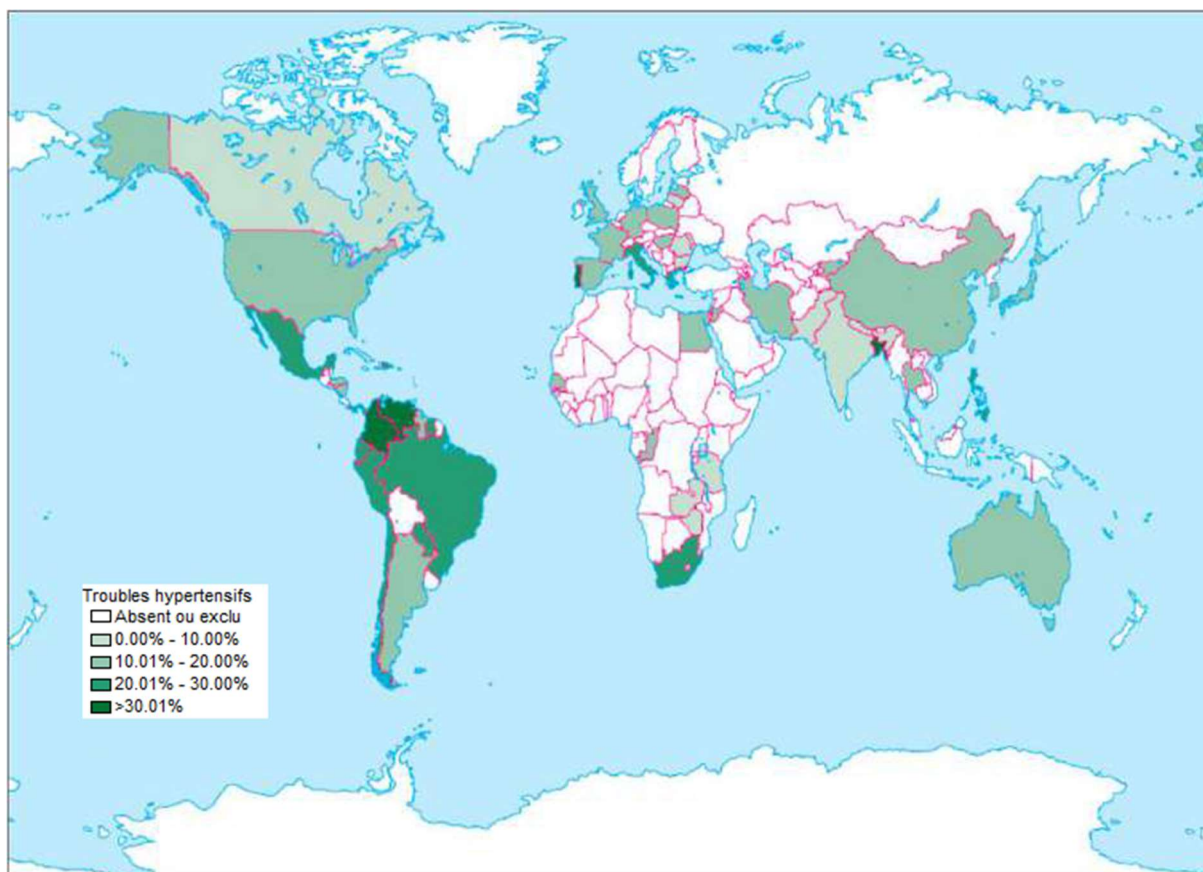 Troubles hypertensifs
Absent ou exclu
0.00% - 10.00%
10.01% - 20.00%
20.01% - 30.00%
>30.01%